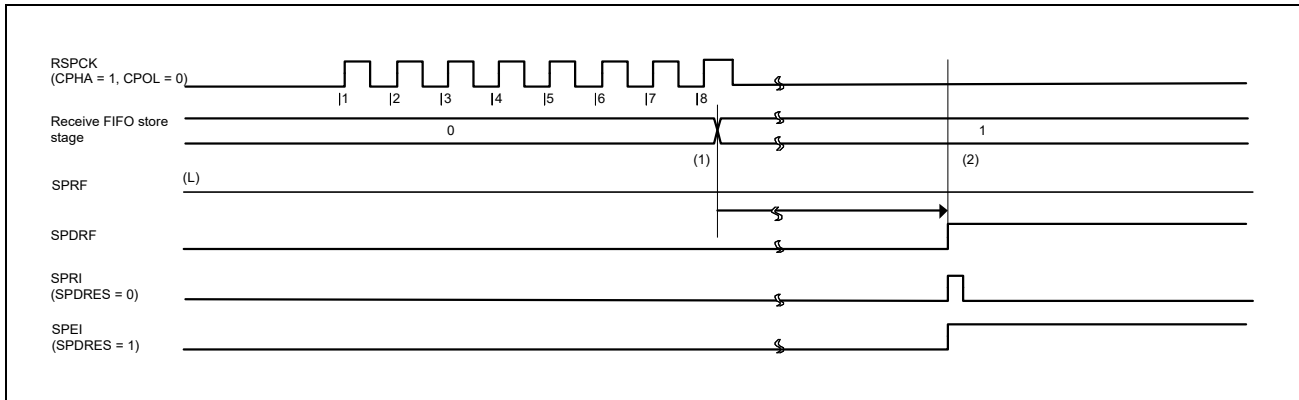 RSPCK
(CPHA = 1, CPOL = 0)
|1 |2 |3 |4 |5 |6 |7 |8
Receive FIFO store
stage
0 1
(1) (2)
SPRF (L)
SPDRF
SPRI
(SPDRES = 0)
SPEI
(SPDRES = 1)